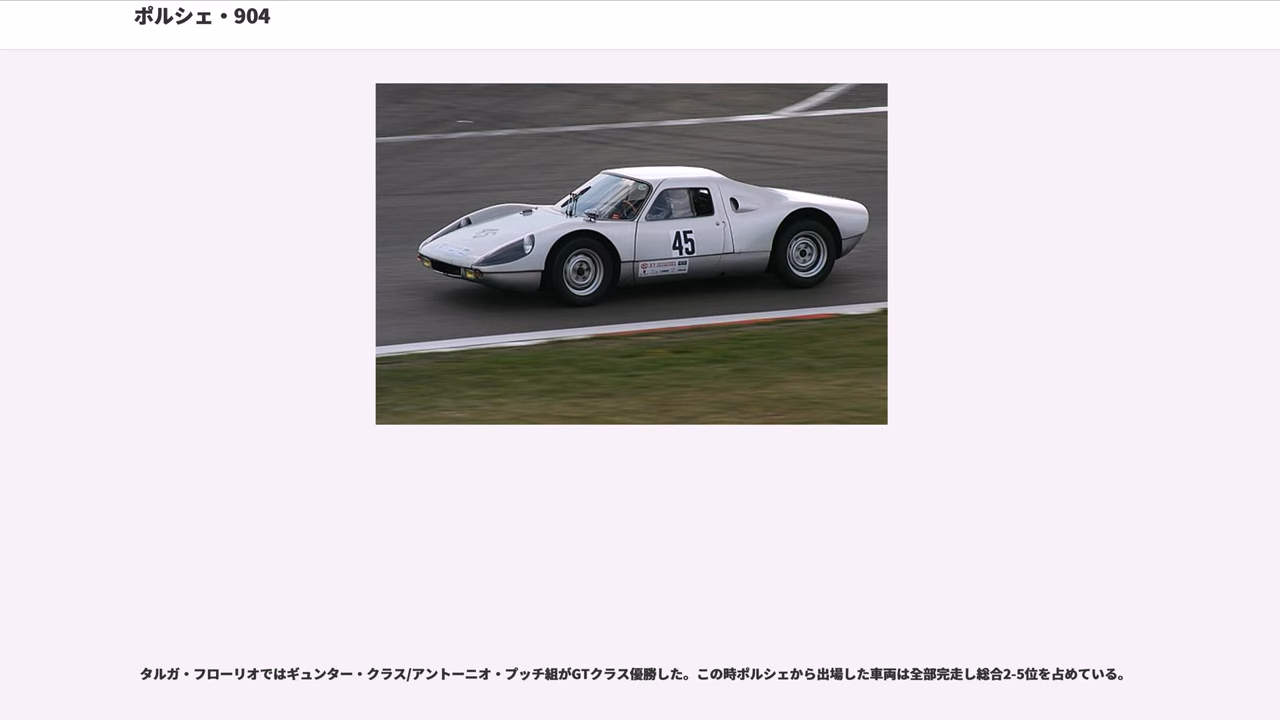 ポルシェ・904
45
タルガ・フローリオではギュンター・クラス/アントーニオ・プッチ組がGTクラス優勝した。この時ポルシェから出場した車両は全部完走し総合2-5位を占めている。